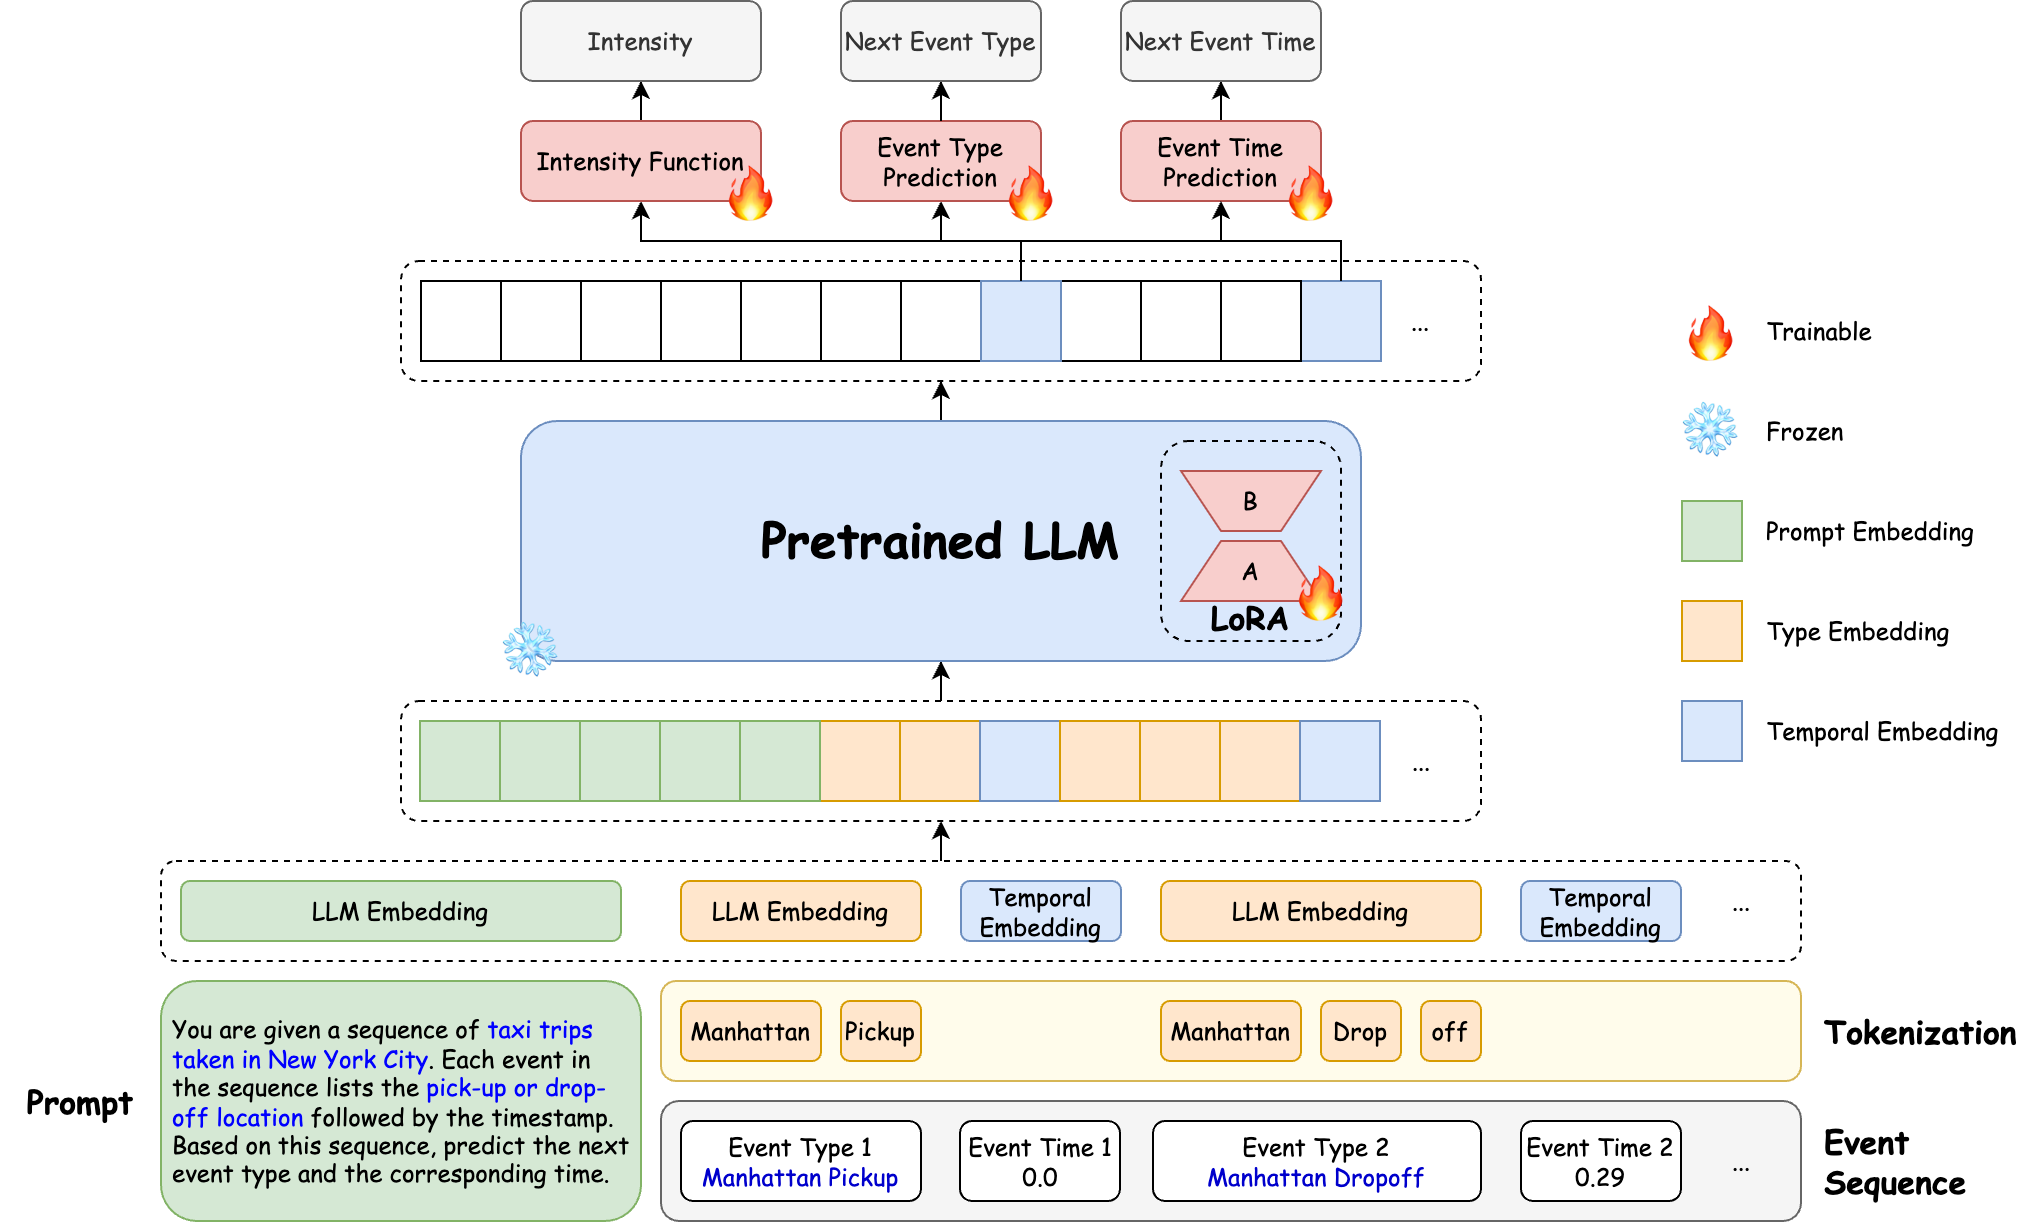 Intensity
Next Event Type
Next Event Time
Intensity Function
Event Type
Prediction
Event Time
Prediction
...
Trainable
Frozen
Prompt Embedding
Type Embedding
Temporal Embedding
Pretrained LLM
B
A
LoRA
...
LLM Embedding
LLM Embedding
Temporal
Embedding
LLM Embedding
Temporal
Embedding
...
Prompt
You are given a sequence of taxi trips
taken in New York City. Each event in
the sequence lists the pick-up or drop-
off location followed by the timestamp.
Based on this sequence, predict the next
event type and the corresponding time.
Manhattan
Pickup
Manhattan
Drop
off
Tokenization
Event Type 1
Manhattan Pickup
Event Time 1
0.0
Event Type 2
Manhattan Dropoff
Event Time 2
0.29
...
Event
Sequence